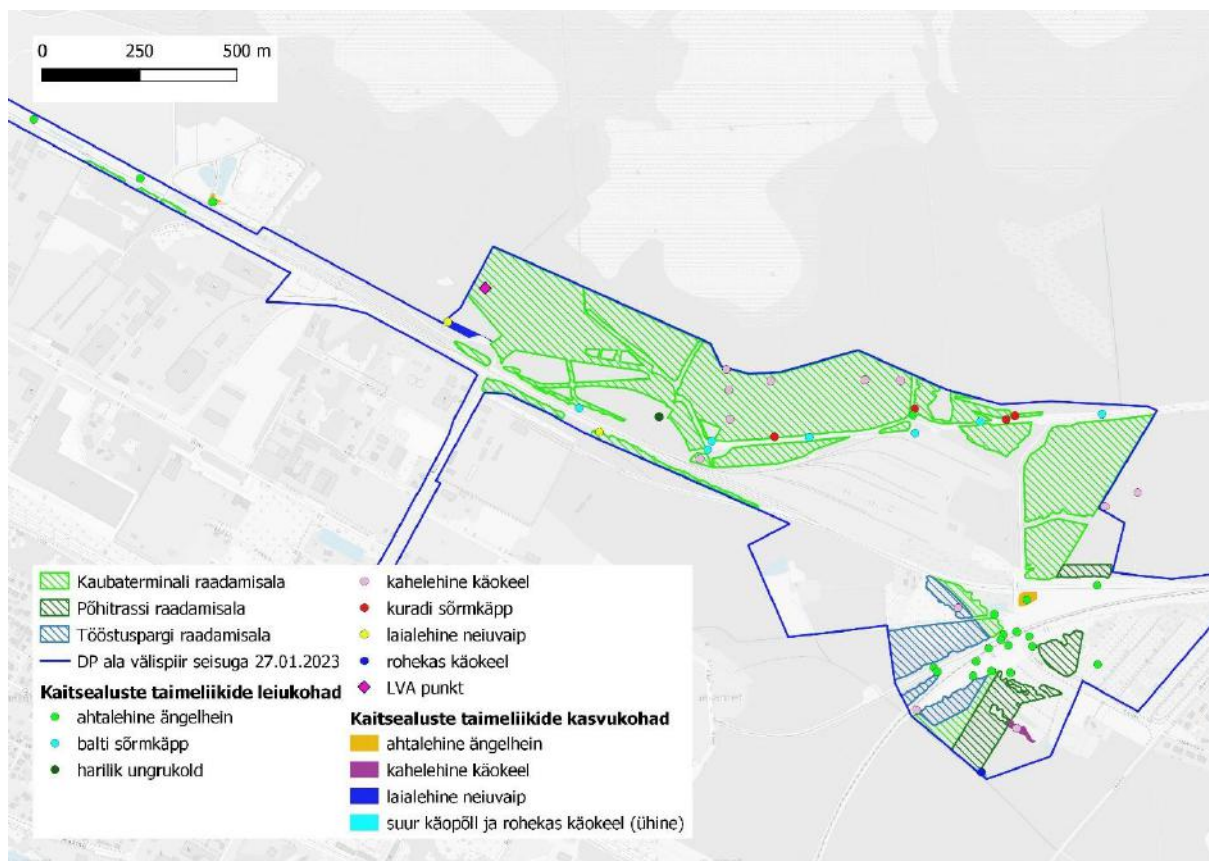 0 250 500 m
Kaubaterminali raadamisala
Põhitrassi raadamisala
Tööstuspargi raadamisala
DP ala välispiir seisuga 27.01.2023
Kaitsealuste taimeliikide leiukohad
ahtalehine ängelhein
balti sõrmkäpp
harilik ungrukold
kahelehine käokeel
kuradi sõrmkäpp
laialehine neiuvaip
rohekas käokeel
LVA punkt
Kaitsealuste taimeliikide kasvukohad
ahtalehine ängelhein
kahelehine käokeel
laialehine neiuvaip
suur käopõll ja rohekas käokeel (ühine)